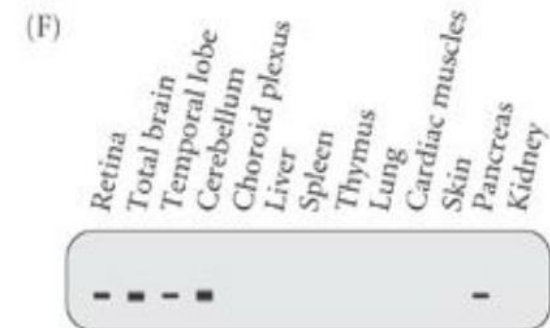 (F)
Retina
Total brain
Temporal lobe
Cerebellum
Choroid plexus
Liver
Spleen
Thymus
Lung
Cardiac muscles
Skin
Pancreas
Kidney